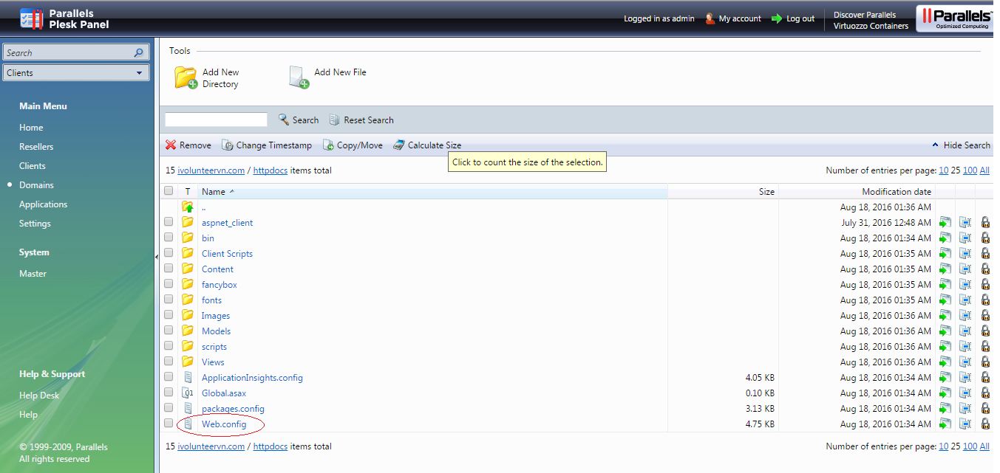 Parallels
Plesk Panel
Logged in as admin My account Log out
Discover Parallels
Virtuozzo Containers
Parallels™
Optimized Computing
Search
Clients
Main Menu
Home
Resellers
Clients
Domains
Applications
Settings
System
Master
Help & Support
Help Desk
Help
© 1999-2009, Parallels
All rights reserved
Tools
Add New
Directory
Add New File
Search Reset Search
Remove Change Timestamp Copy/Move Calculate Size Hide Search
Click to count the size of the selection.
15 ivolunteervn.com / httpdocs items total Number of entries per page: 10 25 100 All
T Name Size Modification date
.. Aug 18, 2016 01:36 AM
aspnet_client July 31, 2016 12:48 AM
bin Aug 18, 2016 01:34 AM
Client Scripts Aug 18, 2016 01:35 AM
Content Aug 18, 2016 01:35 AM
fancybox Aug 18, 2016 01:35 AM
fonts Aug 18, 2016 01:35 AM
Images Aug 18, 2016 01:36 AM
Models Aug 18, 2016 01:36 AM
scripts Aug 18, 2016 01:36 AM
Views Aug 18, 2016 01:36 AM
ApplicationInsights.config 4.05 KB Aug 18, 2016 01:34 AM
Global.asax 0.10 KB Aug 18, 2016 01:34 AM
packages.config 3.13 KB Aug 18, 2016 01:34 AM
Web.config 4.75 KB Aug 18, 2016 01:34 AM
15 ivolunteervn.com / httpdocs items total Number of entries per page: 10 25 100 All